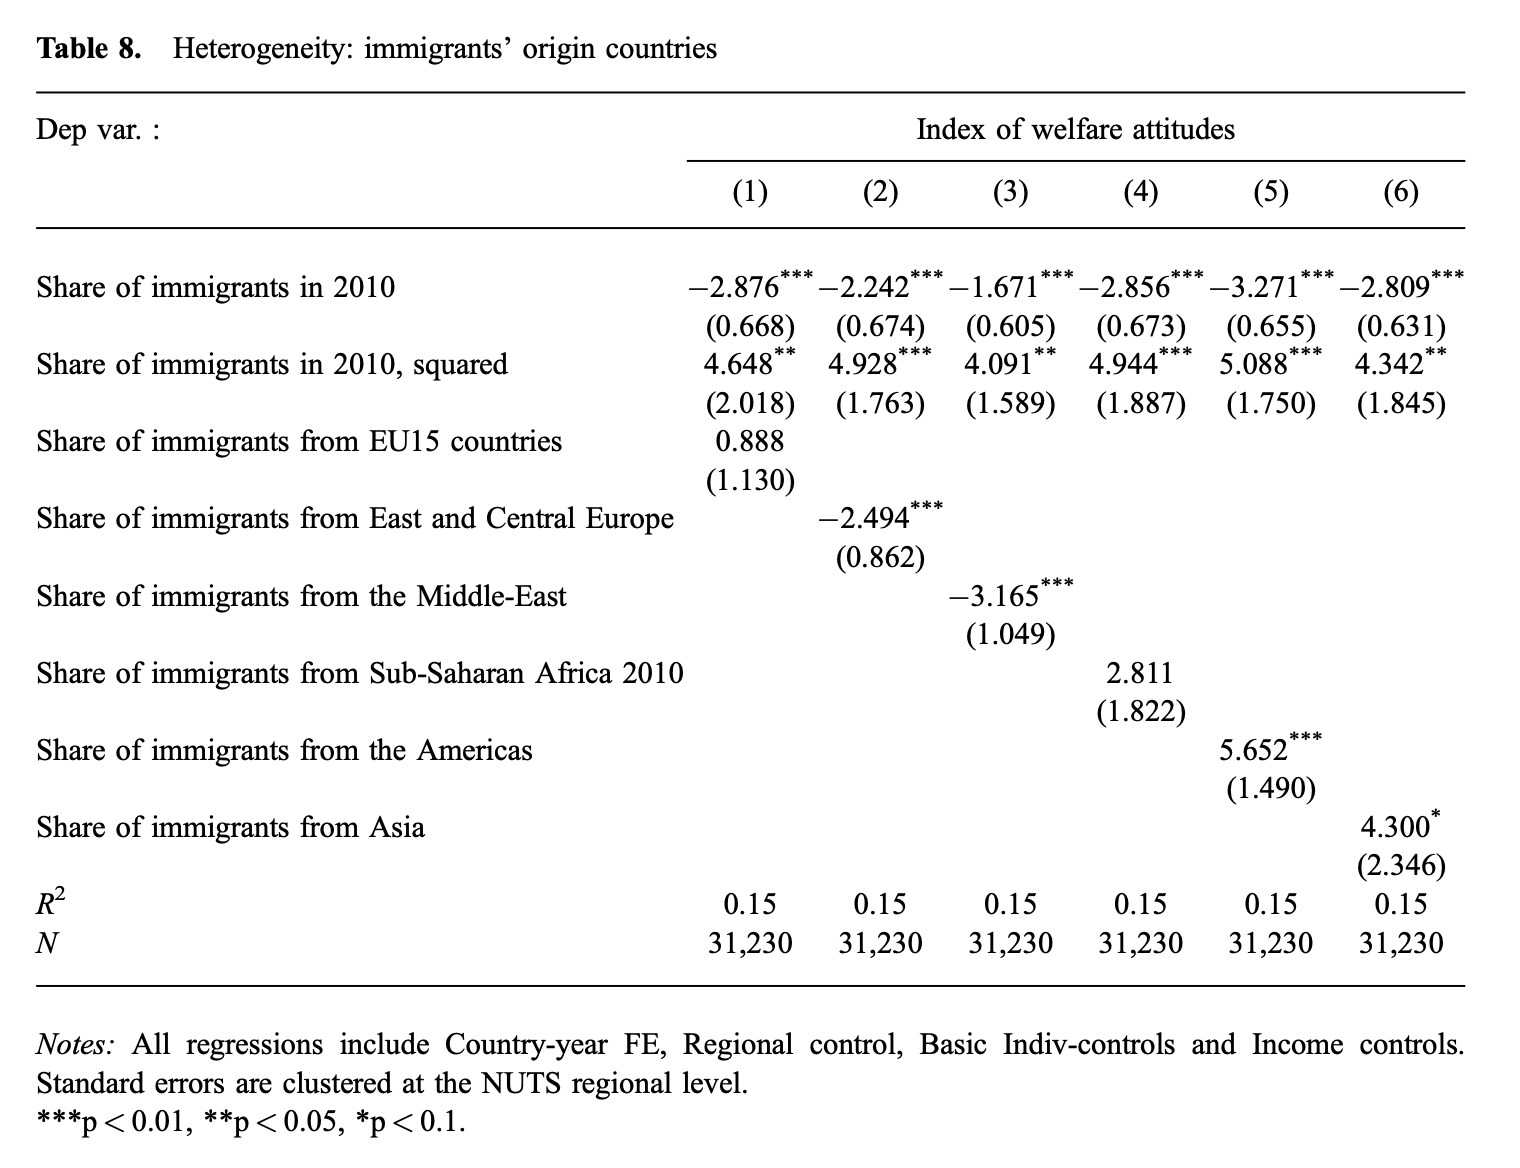 Table 8. Heterogeneity: immigrants’ origin countries
Dep var. : Index of welfare attitudes
(1) (2) (3) (4) (5) (6)
Share of immigrants in 2010 −2.876*** −2.242*** −1.671*** −2.856*** −3.271*** −2.809***
(0.668) (0.674) (0.605) (0.673) (0.655) (0.631)
Share of immigrants in 2010, squared 4.648** 4.928*** 4.091** 4.944*** 5.088*** 4.342**
(2.018) (1.763) (1.589) (1.887) (1.750) (1.845)
Share of immigrants from EU15 countries 0.888
(1.130)
Share of immigrants from East and Central Europe −2.494***
(0.862)
Share of immigrants from the Middle-East −3.165***
(1.049)
Share of immigrants from Sub-Saharan Africa 2010 2.811
(1.822)
Share of immigrants from the Americas 5.652***
(1.490)
Share of immigrants from Asia 4.300*
(2.346)
R² 0.15 0.15 0.15 0.15 0.15 0.15
N 31,230 31,230 31,230 31,230 31,230 31,230
Notes: All regressions include Country-year FE, Regional control, Basic Indiv-controls and Income controls.
Standard errors are clustered at the NUTS regional level.
***p < 0.01, **p < 0.05, *p < 0.1.